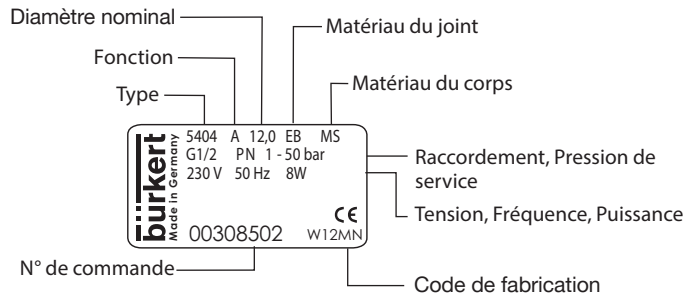 Diamètre nominal
Matériau du joint
Fonction
Matériau du corps
Type
bürkert
Made in Germany
5404 A 12,0 EB MS
G1/2 PN 1 - 50 bar
230 V 50 Hz 8W
CE
00308502 W12MN
Raccordement, Pression de
service
Tension, Fréquence, Puissance
N° de commande
Code de fabrication